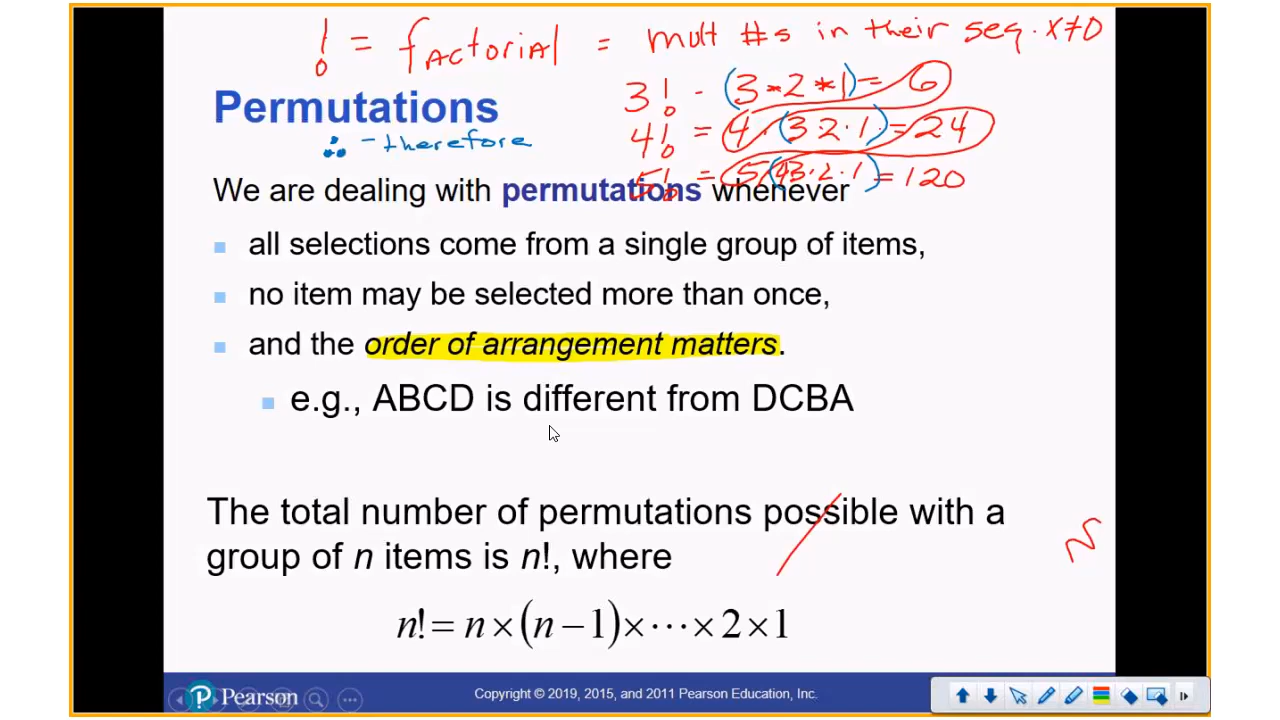 ! = fActoriAl = mult #s in their seq. x≠0
3! - (3*2*1) = 6
Permutations
4! = 4·(3·2·1) = 24
∴ - therefore
5! = 5·(43·2·1) = 120
We are dealing with permutations whenever
all selections come from a single group of items,
no item may be selected more than once,
and the order of arrangement matters.
e.g., ABCD is different from DCBA
The total number of permutations possible with a
group of n items is n!, where
n! = n × (n − 1) × ⋯ × 2 × 1
Pearson
Copyright © 2019, 2015, and 2011 Pearson Education, Inc.